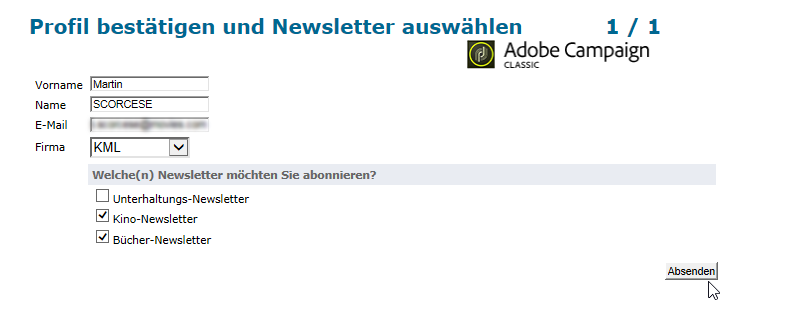 Profil bestätigen und Newsletter auswählen 1 / 1
Adobe Campaign
CLASSIC
Vorname Martin
Name SCORCESE
E-Mail
Firma KML
Welche(n) Newsletter möchten Sie abonnieren?
Unterhaltungs-Newsletter
Kino-Newsletter
Bücher-Newsletter
Absenden